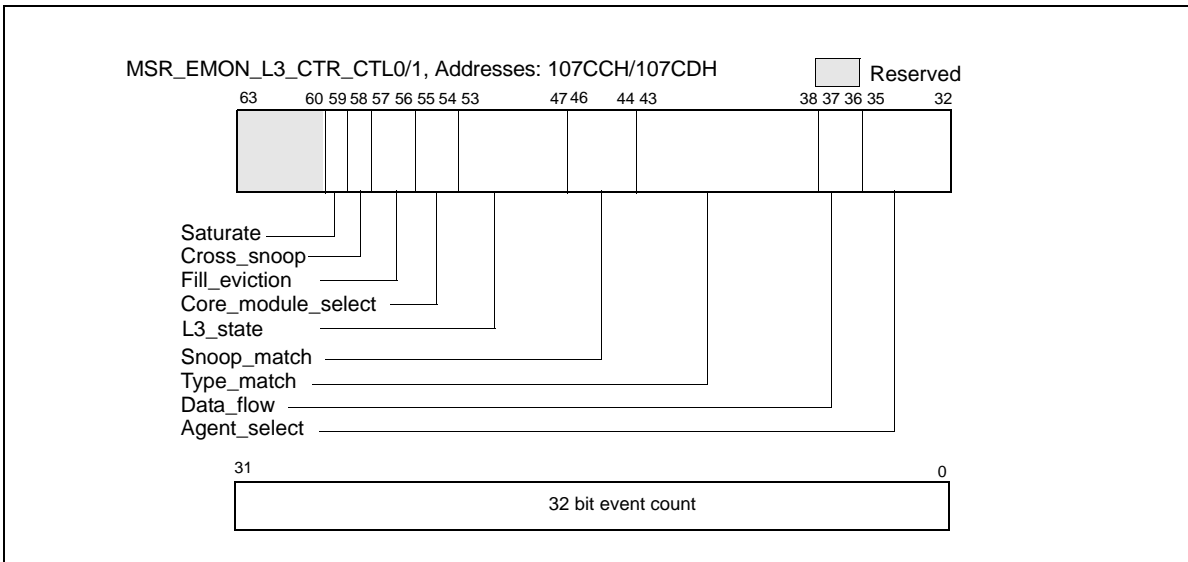 MSR_EMON_L3_CTR_CTL0/1, Addresses: 107CCH/107CDH
Reserved
63 60 59 58 57 56 55 54 53 47 46 44 43 38 37 36 35 32
Saturate
Cross_snoop
Fill_eviction
Core_module_select
L3_state
Snoop_match
Type_match
Data_flow
Agent_select
31 0
32 bit event count